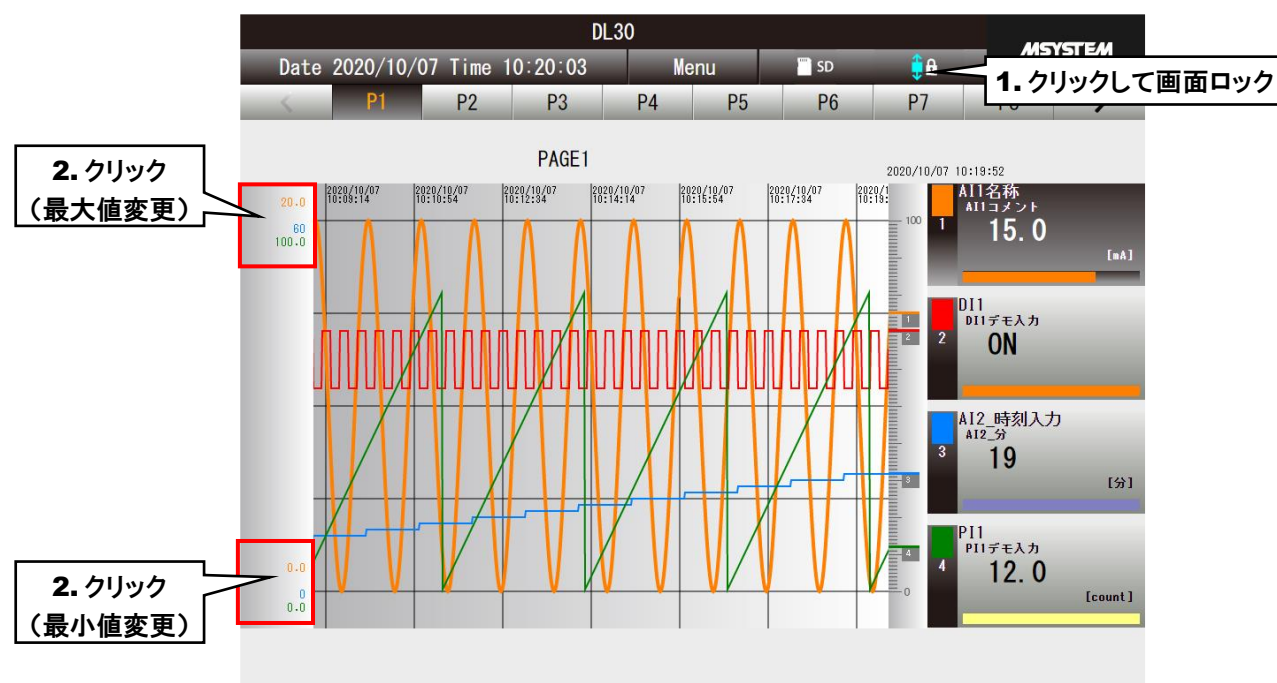 DL30
MSYSTEM
Date 2020/10/07 Time 10:20:03 Menu SD
1. クリックして画面ロック
< P1 P2 P3 P4 P5 P6 P7
PAGE1
2020/10/07 10:19:52
2. クリック
(最大値変更)
20.0
60
100.0
2020/10/07 2020/10/07 2020/10/07 2020/10/07 2020/10/07 2020/10/07 2020/1
10:09:14 10:10:54 10:12:34 10:14:14 10:15:54 10:17:34 10:19:
100
1
2
3
4
0
1
AI1名称
AI1コメント
15.0
[mA]
2
DI1
DI1デモ入力
ON
3
AI2_時刻入力
AI2_分
19
[分]
4
PI1
PI1デモ入力
12.0
[count]
2. クリック
(最小値変更)
0.0
0
0.0